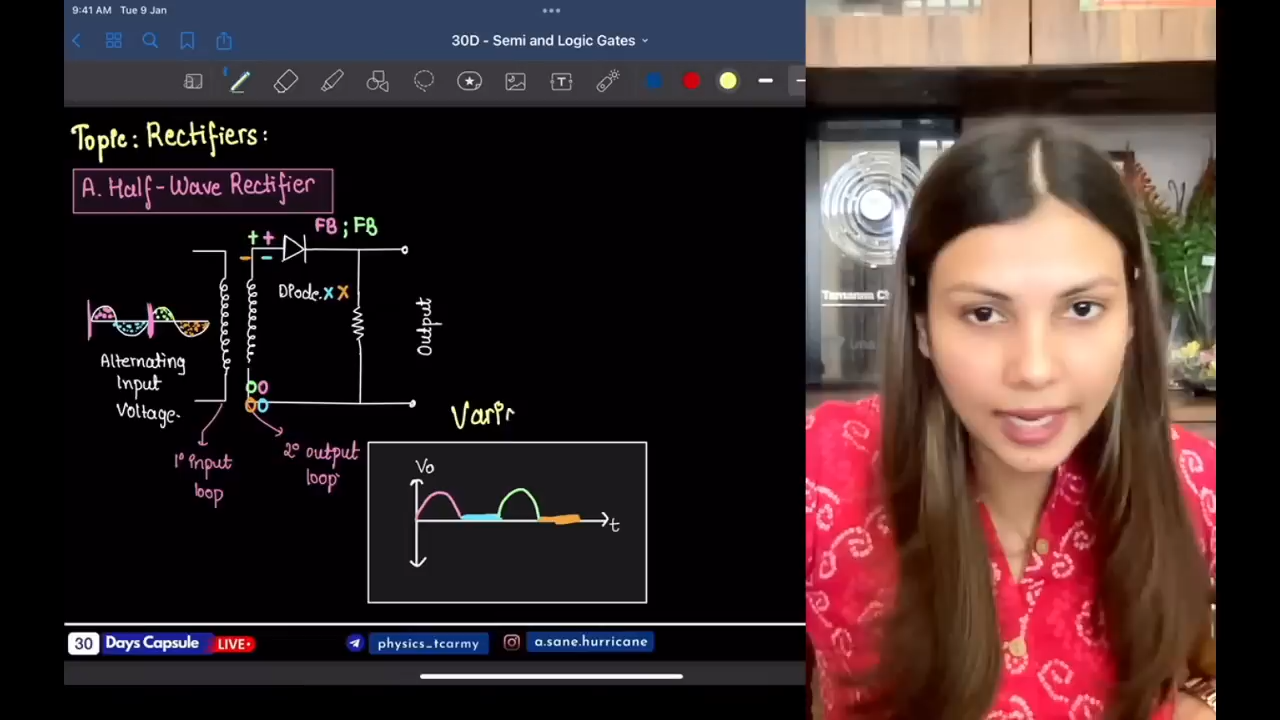 9:41 AM Tue 9 Jan
30D - Semi and Logic Gates
Topic: Rectifiers:
A. Half-Wave Rectifier
FB ; FB
+ +
- -
Diode. x x
Output
Alternating
Input
Voltage.
1° input
loop
2° output
loop
Varin
Vo
t
30 Days Capsule LIVE
physics_tcarmy
a.sane.hurricane